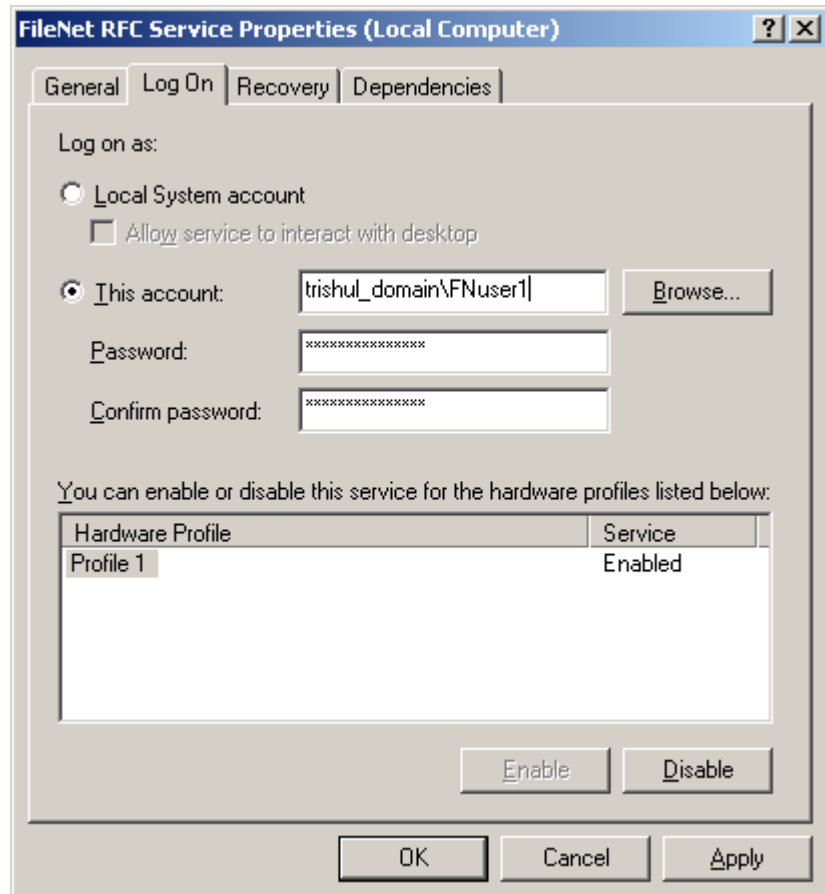 FileNet RFC Service Properties (Local Computer)
General Log On Recovery Dependencies
Log on as:
Local System account
Allow service to interact with desktop
This account: trishul_domain\FNuser1 Browse...
Password: ***************
Confirm password: ***************
You can enable or disable this service for the hardware profiles listed below:
Hardware Profile Service
Profile 1 Enabled
Enable Disable
OK Cancel Apply